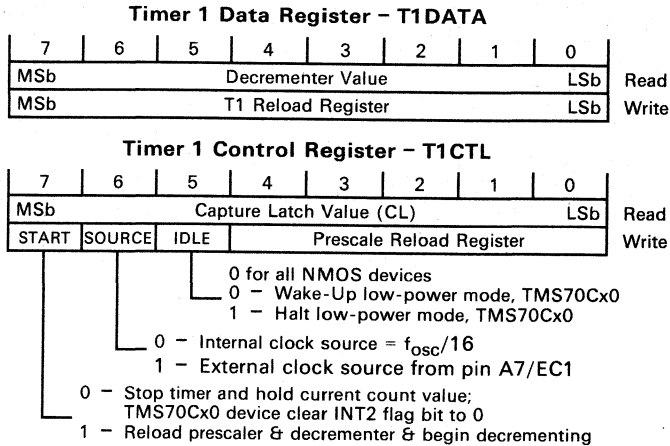 Timer 1 Data Register – T1DATA
7 6 5 4 3 2 1 0
MSb Decrementer Value LSb Read
MSb T1 Reload Register LSb Write
Timer 1 Control Register – T1CTL
7 6 5 4 3 2 1 0
MSb Capture Latch Value (CL) LSb Read
START SOURCE IDLE Prescale Reload Register Write
0 for all NMOS devices
0 – Wake-Up low-power mode, TMS70Cx0
1 – Halt low-power mode, TMS70Cx0
0 – Internal clock source = fosc/16
1 – External clock source from pin A7/EC1
0 – Stop timer and hold current count value;
TMS70Cx0 device clear INT2 flag bit to 0
1 – Reload prescaler & decrementer & begin decrementing